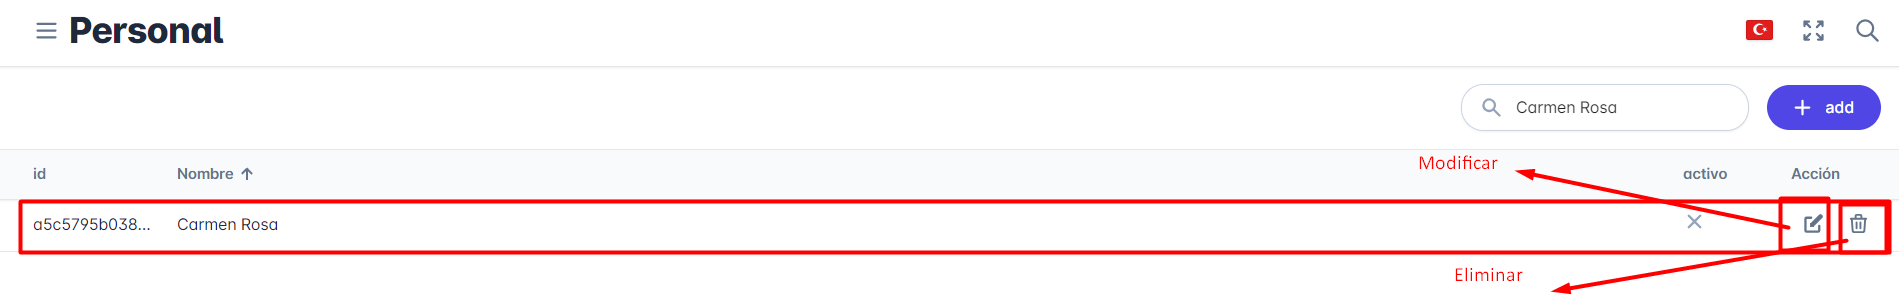 Personal
Carmen Rosa
add
Modificar
id Nombre activo Acción
a5c5795b038... Carmen Rosa
Eliminar